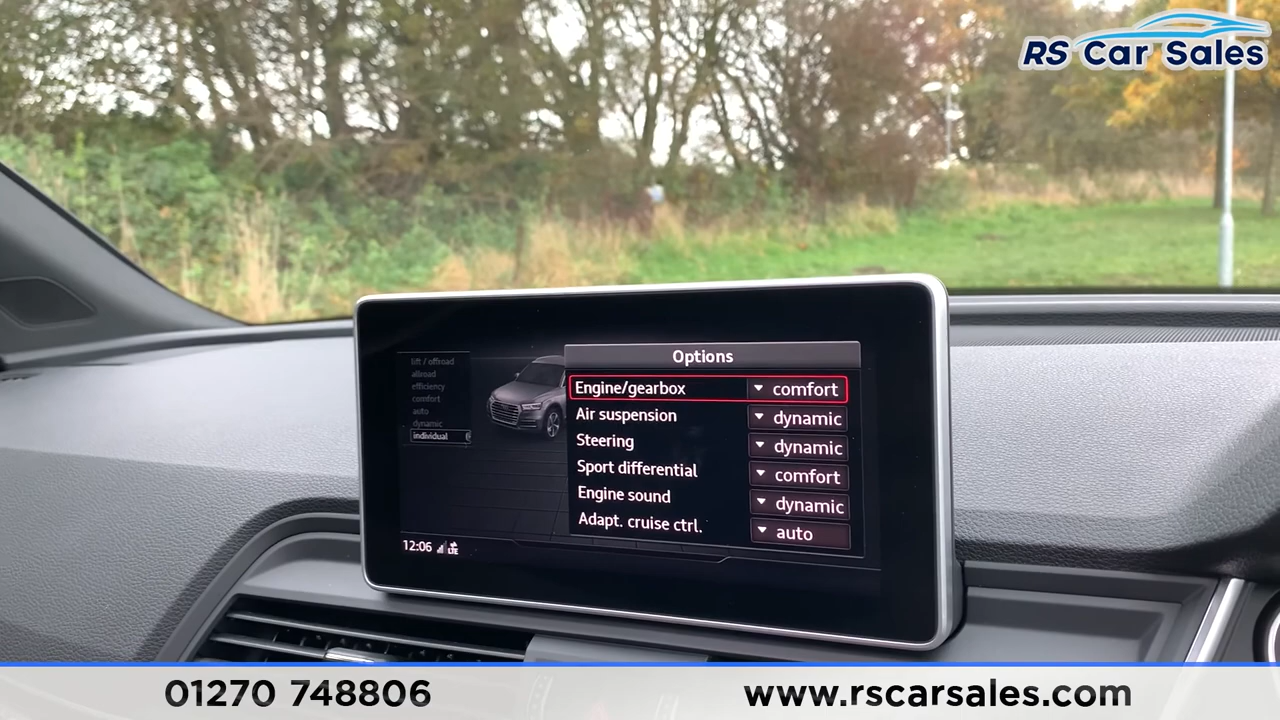 RS Car Sales
Options
lift / offroad
allroad
efficiency
comfort
auto
dynamic
individual
Engine/gearbox comfort
Air suspension dynamic
Steering dynamic
Sport differential comfort
Engine sound dynamic
Adapt. cruise ctrl. auto
12:06 LTE
01270 748806 www.rscarsales.com